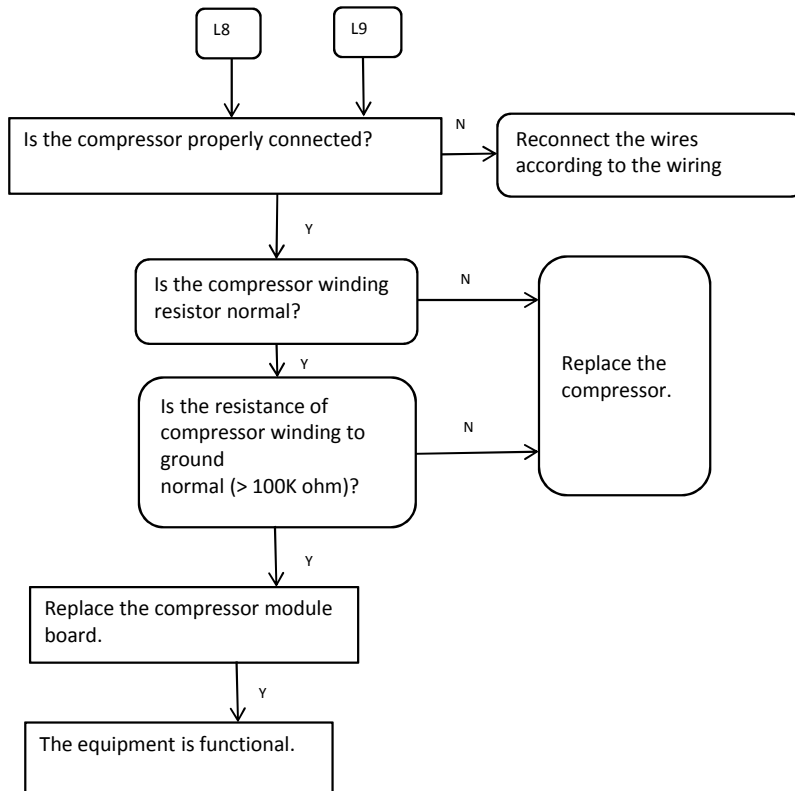 L8
L9
Is the compressor properly connected?
N
Reconnect the wires
according to the wiring
Y
Is the compressor winding
resistor normal?
N
Replace the
compressor.
Y
Is the resistance of
compressor winding to
ground
normal (> 100K ohm)?
N
Y
Replace the compressor module
board.
Y
The equipment is functional.